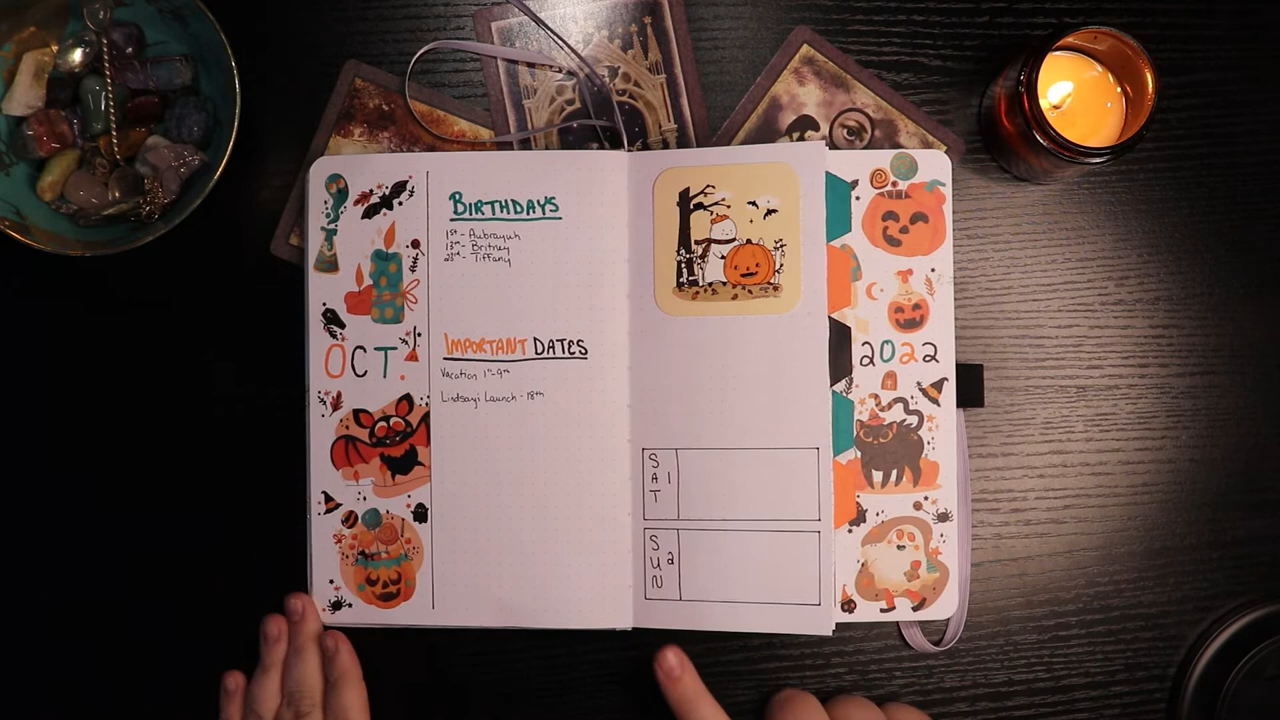 OCT.
BIRTHDAYS
1st - Aubrayuh
13th - Britney
23rd - Tiffany
IMPORTANT DATES
Vacation 1st-9th
Lindsayi Launch - 18th
SAT 1
SUN 2
2022